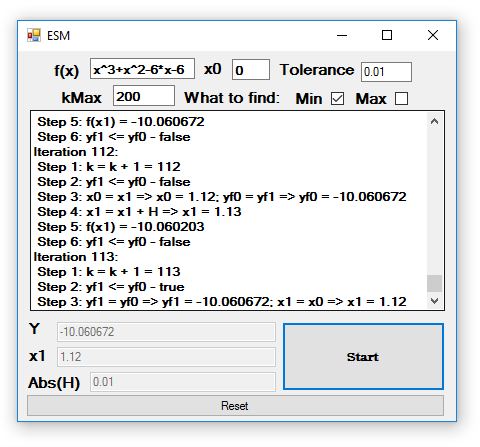 ESM
f(x) x^3+x^2-6*x-6 x0 0 Tolerance 0.01
kMax 200 What to find: Min Max
Step 5: f(x1) = -10.060672
Step 6: yf1 <= yf0 - false
Iteration 112:
Step 1: k = k + 1 = 112
Step 2: yf1 <= yf0 - false
Step 3: x0 = x1 => x0 = 1.12; yf0 = yf1 => yf0 = -10.060672
Step 4: x1 = x1 + H => x1 = 1.13
Step 5: f(x1) = -10.060203
Step 6: yf1 <= yf0 - false
Iteration 113:
Step 1: k = k + 1 = 113
Step 2: yf1 <= yf0 - true
Step 3: yf1 = yf0 => yf1 = -10.060672; x1 = x0 => x1 = 1.12
Y -10.060672
x1 1.12
Abs(H) 0.01
Start
Reset